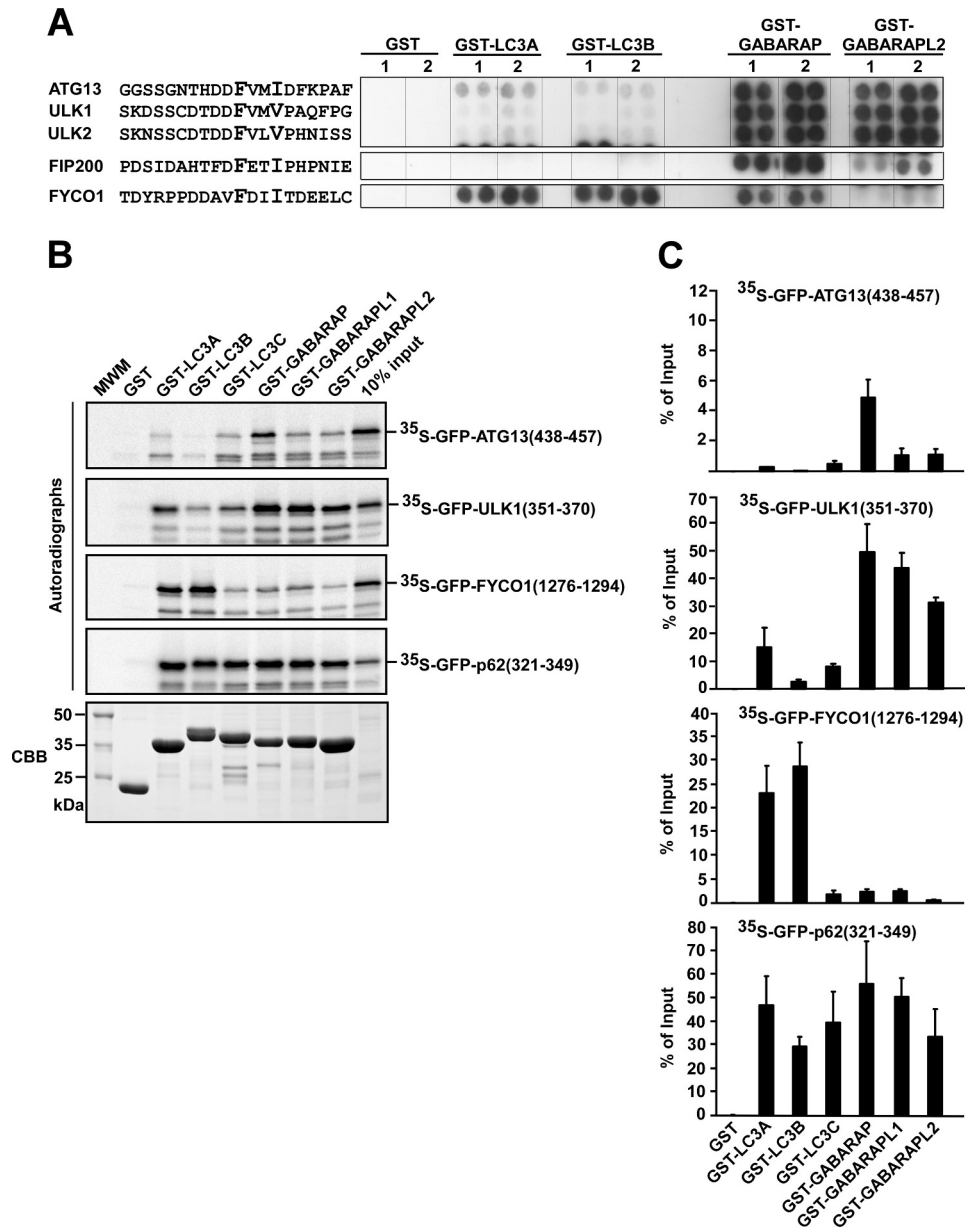 A
GST GST-LC3A GST-LC3B GST-GABARAP GST-GABARAPL2
1 2 1 2 1 2 1 2 1 2
ATG13 GGSSGNTHDDFVMIDFKPAF
ULK1 SKDSSCDTDDFVMVPAQFPG
ULK2 SKNSSCDTDDFVLVPHNISS
FIP200 PDSIDAHTFDFETIPHPNIE
FYCO1 TDYRPPDDAVFDIITDEELC
B
MWM GST GST-LC3A GST-LC3B GST-LC3C GST-GABARAP GST-GABARAPL1 GST-GABARAPL2 10% input
Autoradiographs
35S-GFP-ATG13(438-457)
35S-GFP-ULK1(351-370)
35S-GFP-FYCO1(1276-1294)
35S-GFP-p62(321-349)
CBB
50
35
25
kDa
C
35S-GFP-ATG13(438-457)
% of Input
12
10
8
6
4
2
35S-GFP-ULK1(351-370)
% of Input
70
60
50
40
30
20
10
0
35S-GFP-FYCO1(1276-1294)
% of Input
40
35
30
25
20
15
10
5
0
35S-GFP-p62(321-349)
% of Input
80
70
60
50
40
30
20
10
0
GST GST-LC3A GST-LC3B GST-LC3C GST-GABARAP GST-GABARAPL1 GST-GABARAPL2